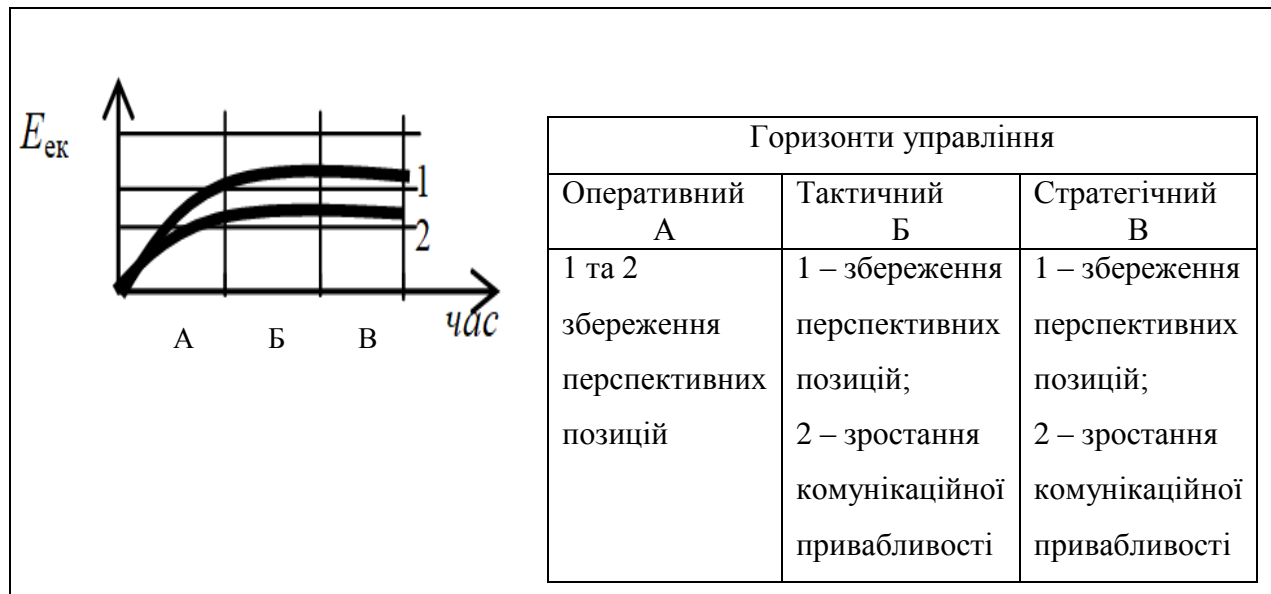 Eек
1
2
час
А Б В
Горизонти управління
Оперативний
А
Тактичний
Б
Стратегічний
В
1 та 2
збереження
перспективних
позицій
1 – збереження
перспективних
позицій;
2 – зростання
комунікаційної
привабливості
1 – збереження
перспективних
позицій;
2 – зростання
комунікаційної
привабливості